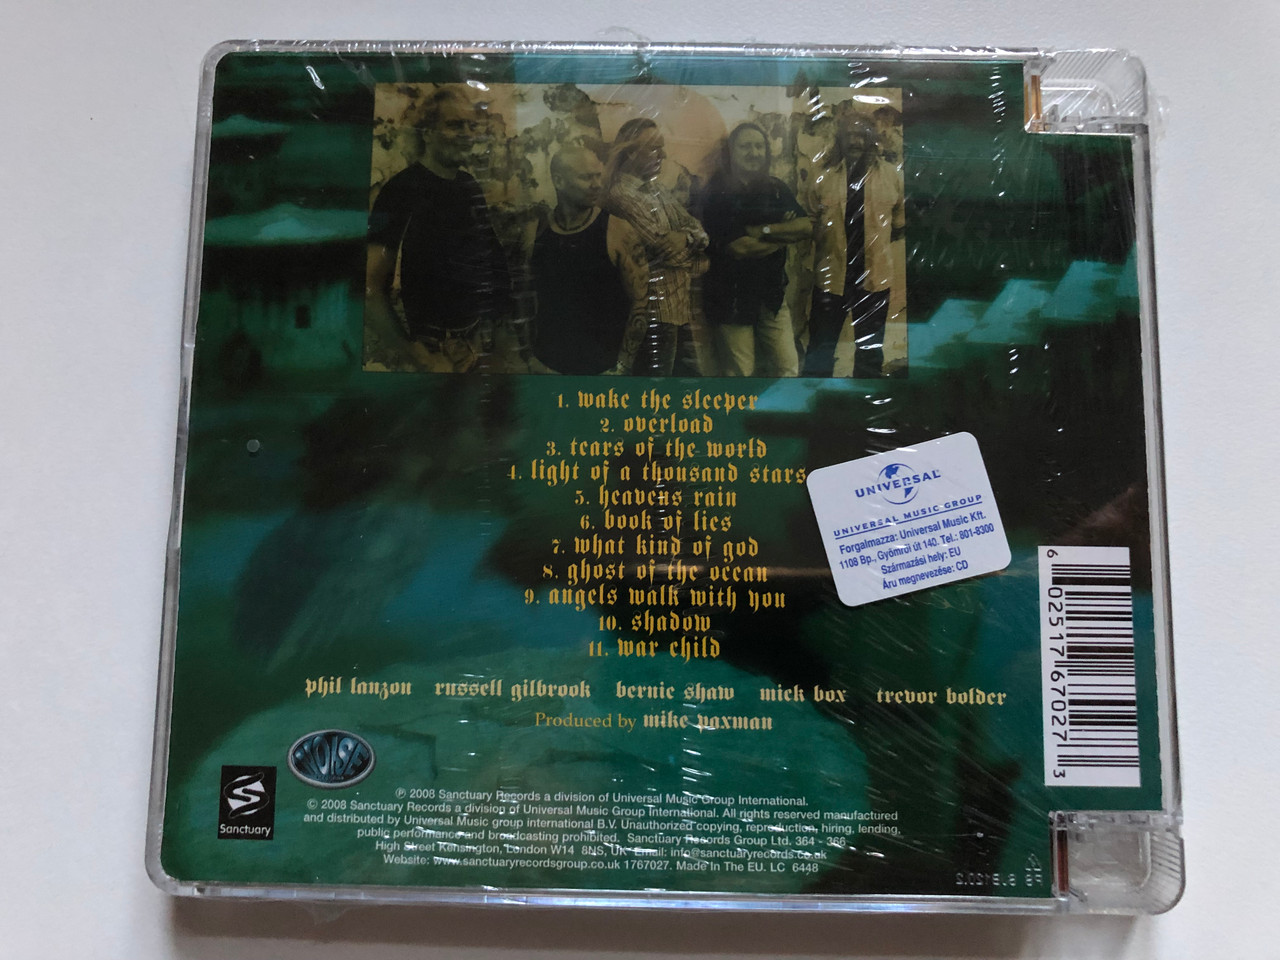 1. wake the sleeper
2. overload
3. tears of the world
4. light of a thousand stars
5. heavens rain
6. book of lies
7. what kind of god
8. ghost of the ocean
9. angels walk with you
10. shadow
11. war child
phil lanzon russell gilbrook bernie shaw mick box trevor bolder
Produced by mike paxman
UNIVERSAL
UNIVERSAL MUSIC GROUP
Forgalmazza: Universal Music Kft.
1108 Bp., Gyömrői út 140. Tel.: 801-8300
Származási hely: EU
Áru megnevezése: CD
6 02517 67027 3
NOISE
Sanctuary
℗ 2008 Sanctuary Records a division of Universal Music Group International.
© 2008 Sanctuary Records a division of Universal Music Group International. All rights reserved manufactured
and distributed by Universal Music group international B.V. Unauthorized copying, reproduction, hiring, lending,
public performance and broadcasting prohibited. Sanctuary Records Group Ltd. 364 - 366
High Street Kensington, London W14 8NS, UK Email: info@sanctuaryrecords.co.uk
Website: www.sanctuaryrecordsgroup.co.uk 1767027. Made In The EU. LC 6448